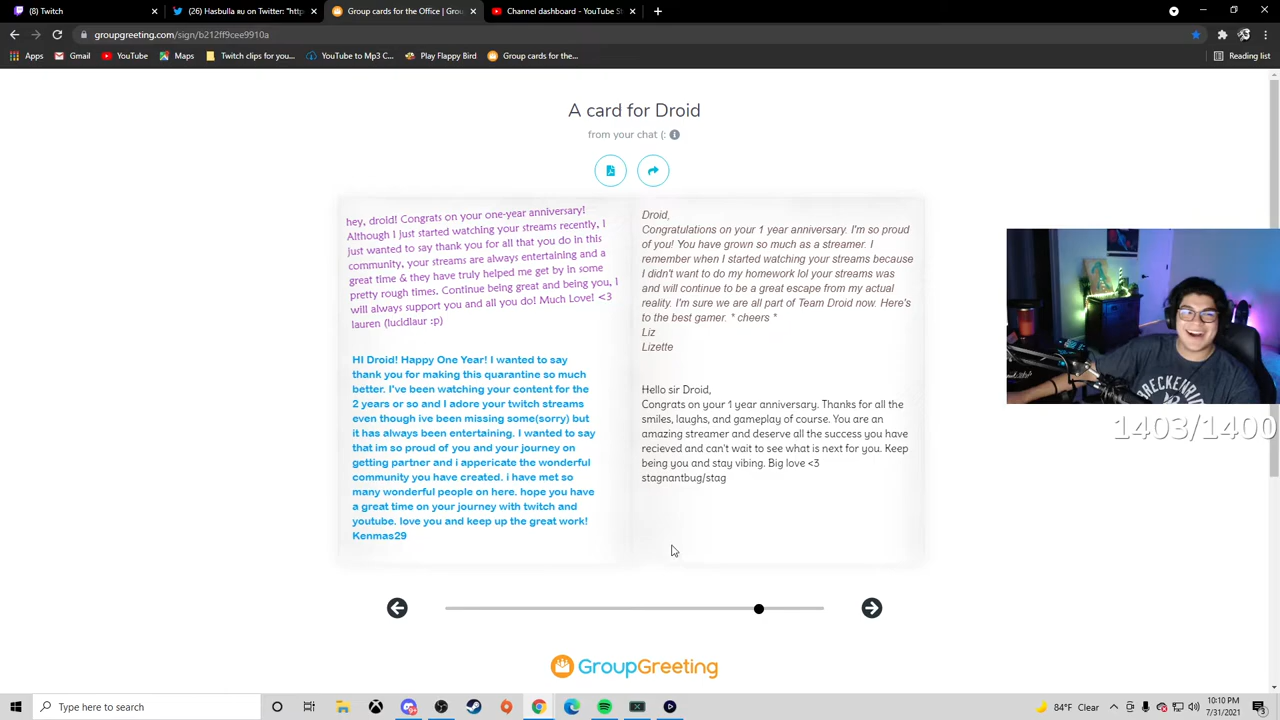 (2) Twitch
(26) Hasbulla ru on Twitter: "http
Group cards for the Office | Grou
Channel dashboard - YouTube St
groupgreeting.com/sign/b212ff9cee9910a
Apps
Gmail
YouTube
Maps
Twitch clips for you...
YouTube to Mp3 C...
Play Flappy Bird
Group cards for the...
Reading list
A card for Droid
from your chat (:
hey, droid! Congrats on your one-year anniversary!
Although I just started watching your streams recently, I
just wanted to say thank you for all that you do in this
community, your streams are always entertaining and a
great time & they have truly helped me get by in some
pretty rough times. Continue being great and being you, I
will always support you and all you do! Much Love! <3
lauren (lucidlaur :p)
HI Droid! Happy One Year! I wanted to say
thank you for making this quarantine so much
better. I've been watching your content for the
2 years or so and I adore your twitch streams
even though ive been missing some(sorry) but
it has always been entertaining. I wanted to say
that im so proud of you and your journey on
getting partner and i appericate the wonderful
community you have created. i have met so
many wonderful people on here. hope you have
a great time on your journey with twitch and
youtube. love you and keep up the great work!
Kenmas29
Droid,
Congratulations on your 1 year anniversary. I'm so proud
of you! You have grown so much as a streamer. I
remember when I started watching your streams because
I didn't want to do my homework lol your streams was
and will continue to be a great escape from my actual
reality. I'm sure we are all part of Team Droid now. Here's
to the best gamer. * cheers *
Liz
Lizette
Hello sir Droid,
Congrats on your 1 year anniversary. Thanks for all the
smiles, laughs, and gameplay of course. You are an
amazing streamer and deserve all the success you have
recieved and can't wait to see what is next for you. Keep
being you and stay vibing. Big love <3
stagnantbug/stag
1403/1400
GroupGreeting
Type here to search
84°F Clear
10:10 PM
7/31/2021